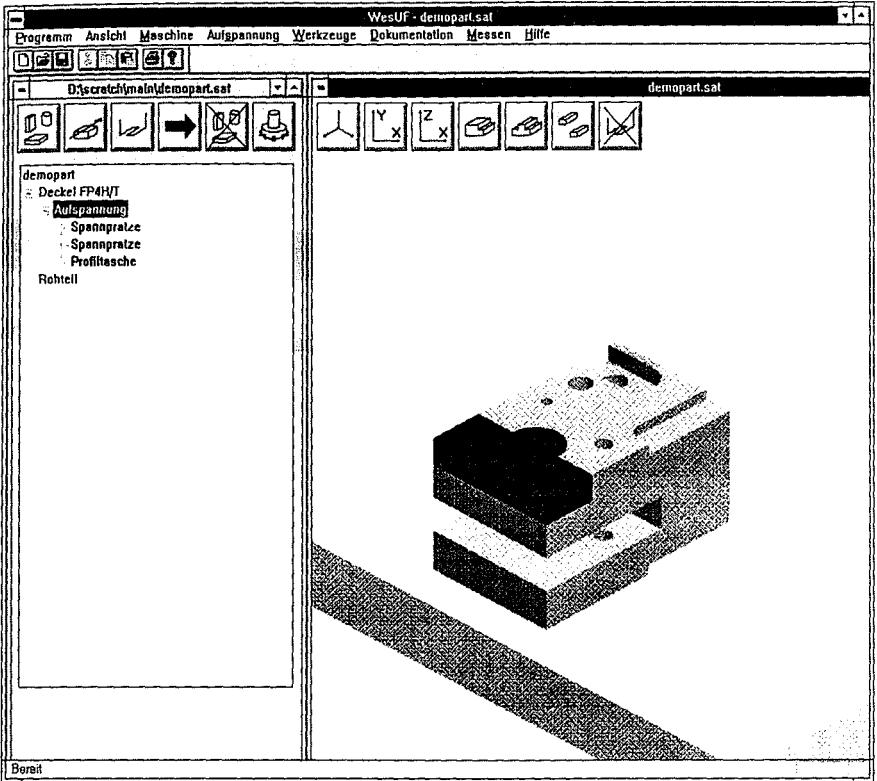 WesUF - demopart.sat
Programm Ansicht Maschine Aufspannung Werkzeuge Dokumentation Messen Hilfe
D:\scratch\main\demopart.sat
demopart.sat
Y X Z X
demopart
Deckel FP4H/T
Aufspannung
Spannpratze
Spannpratze
Profiltasche
Rohteil
Bereit